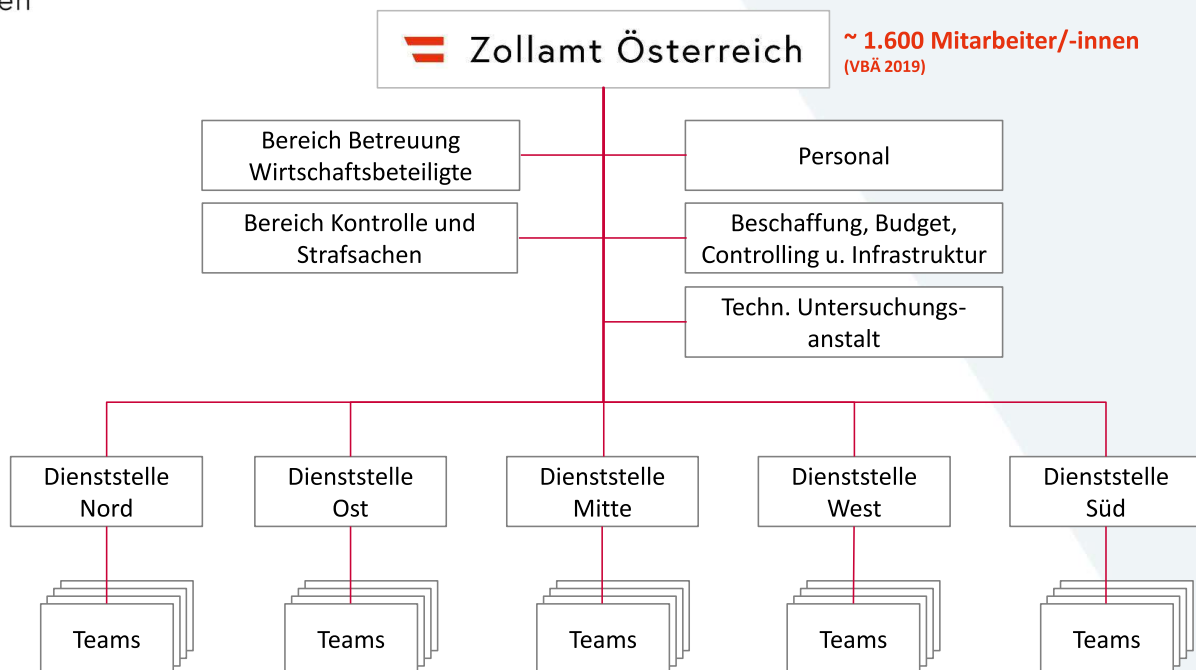 en
Zollamt Österreich
~ 1.600 Mitarbeiter/-innen
(VBÄ 2019)
Bereich Betreuung
Wirtschaftsbeteiligte
Personal
Bereich Kontrolle und
Strafsachen
Beschaffung, Budget,
Controlling u. Infrastruktur
Techn. Untersuchungs-
anstalt
Dienststelle
Nord
Dienststelle
Ost
Dienststelle
Mitte
Dienststelle
West
Dienststelle
Süd
Teams
Teams
Teams
Teams
Teams